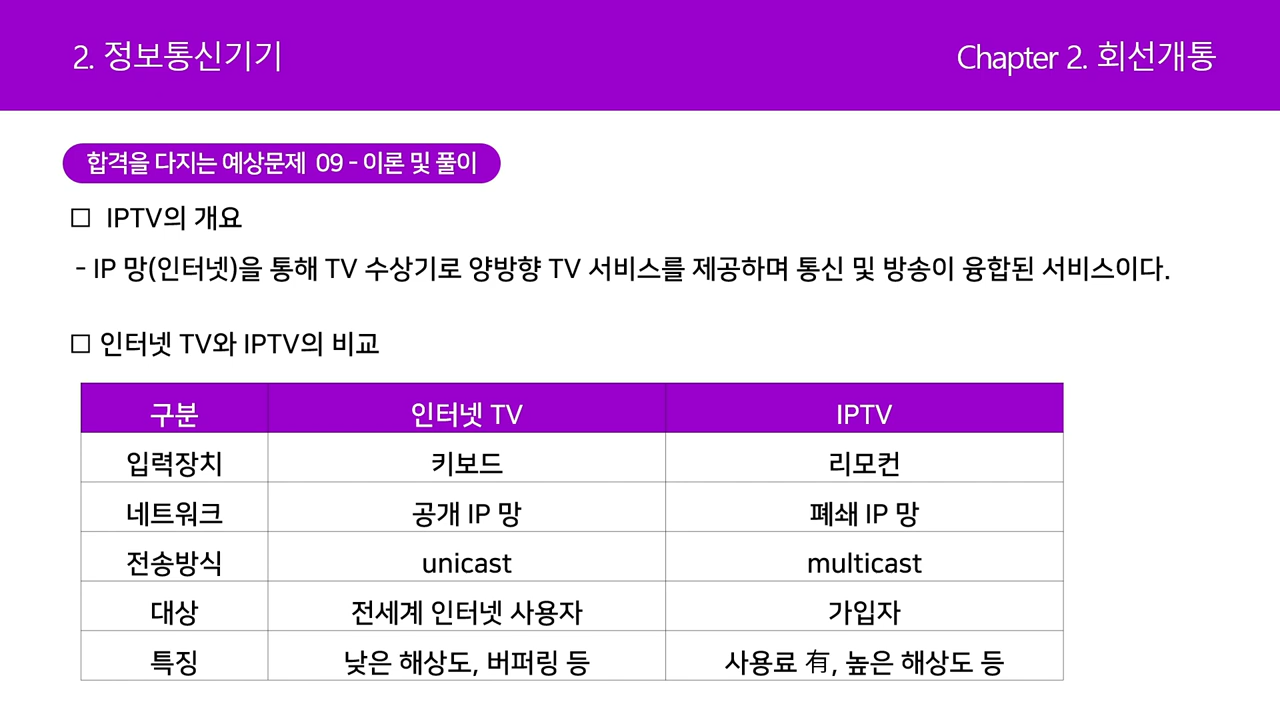 2. 정보통신기기
Chapter 2. 회선개통
합격을 다지는 예상문제 09 - 이론 및 풀이
□ IPTV의 개요
- IP 망(인터넷)을 통해 TV 수상기로 양방향 TV 서비스를 제공하며 통신 및 방송이 융합된 서비스이다.
□ 인터넷 TV와 IPTV의 비교
구분 인터넷 TV IPTV
입력장치 키보드 리모컨
네트워크 공개 IP 망 폐쇄 IP 망
전송방식 unicast multicast
대상 전세계 인터넷 사용자 가입자
특징 낮은 해상도, 버퍼링 등 사용료 有, 높은 해상도 등